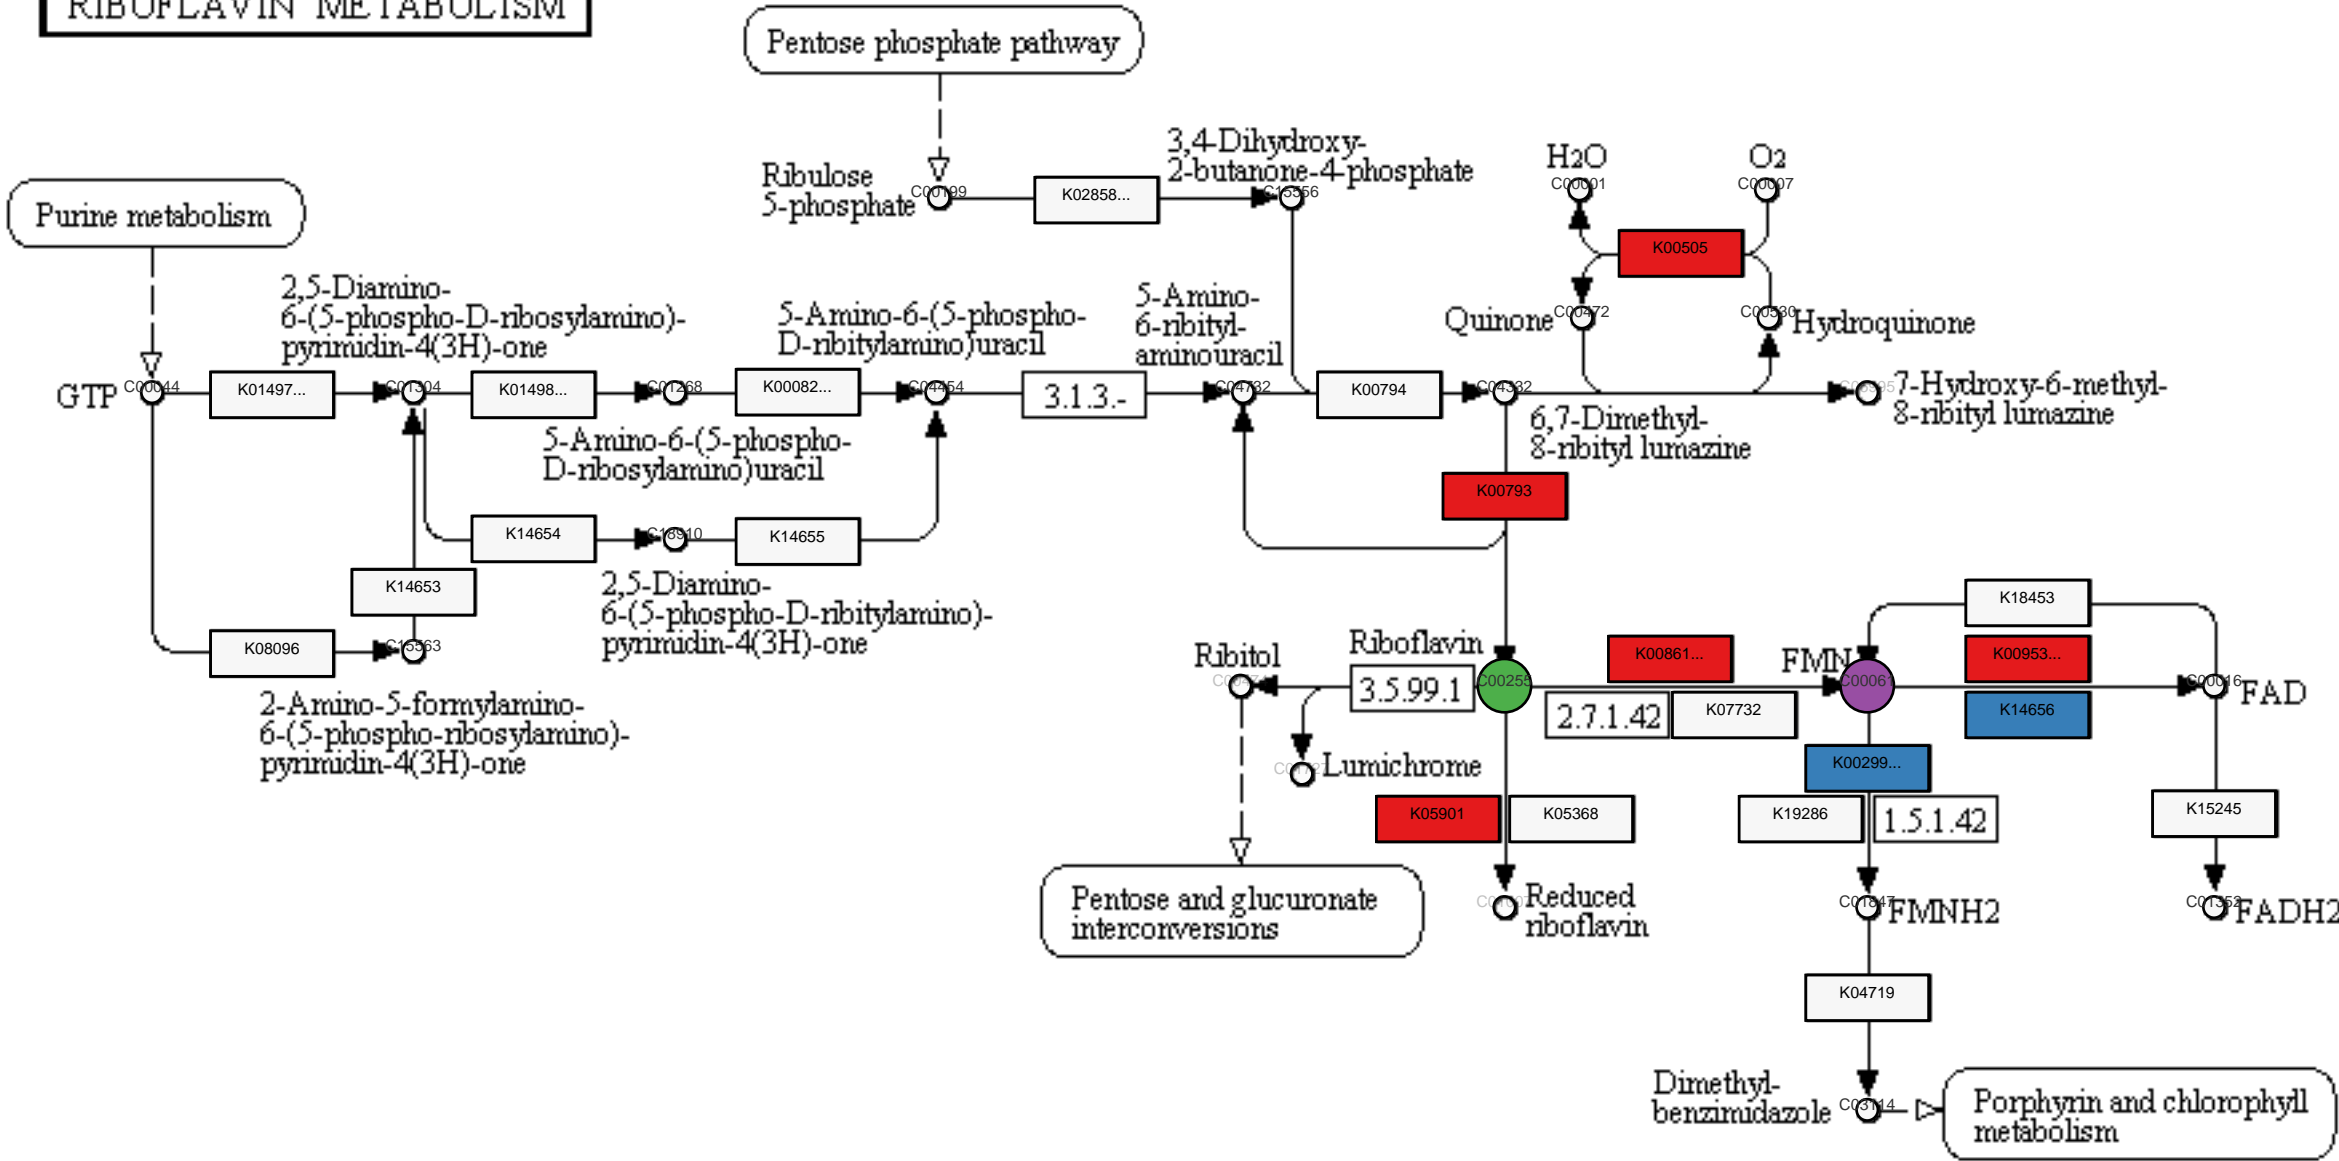 RIBOFLAVIN METABOLISM
Pentose phosphate pathway
Purine metabolism
Ribulose
5-phosphate
C00199
K02858...
3,4-Dihydroxy-
2-butanone-4-phosphate
C15556
H2O
C00001
O2
C00007
K00505
Quinone
C00472
C00530
Hydroquinone
2,5-Diamino-
6-(5-phospho-D-ribosylamino)-
pyrimidin-4(3H)-one
5-Amino-6-(5-phospho-
D-ribitylamino)uracil
5-Amino-
6-ribityl-
aminouracil
GTP
C00044
K01497...
C01304
K01498...
C01268
K00082...
C04454
3.1.3.-
C04732
K00794
C04332
7-Hydroxy-6-methyl-
8-ribityl lumazine
6,7-Dimethyl-
8-ribityl lumazine
5-Amino-6-(5-phospho-
D-ribosylamino)uracil
K00793
K14654
C18910
K14655
K14653
2,5-Diamino-
6-(5-phospho-D-ribitylamino)-
pyrimidin-4(3H)-one
K08096
C15563
2-Amino-5-formylamino-
6-(5-phospho-ribosylamino)-
pyrimidin-4(3H)-one
K18453
Ribitol
Riboflavin
K00861...
FMN
K00953...
3.5.99.1
C00255
C00061
C00016
FAD
2.7.1.42
K07732
K14656
Lumichrome
K00299...
K05901
K05368
K19286
1.5.1.42
K15245
Pentose and glucuronate
interconversions
Reduced
riboflavin
C01847
FMNH2
C01352
FADH2
K04719
Dimethyl-
benzimidazole
C03114
Porphyrin and chlorophyll
metabolism